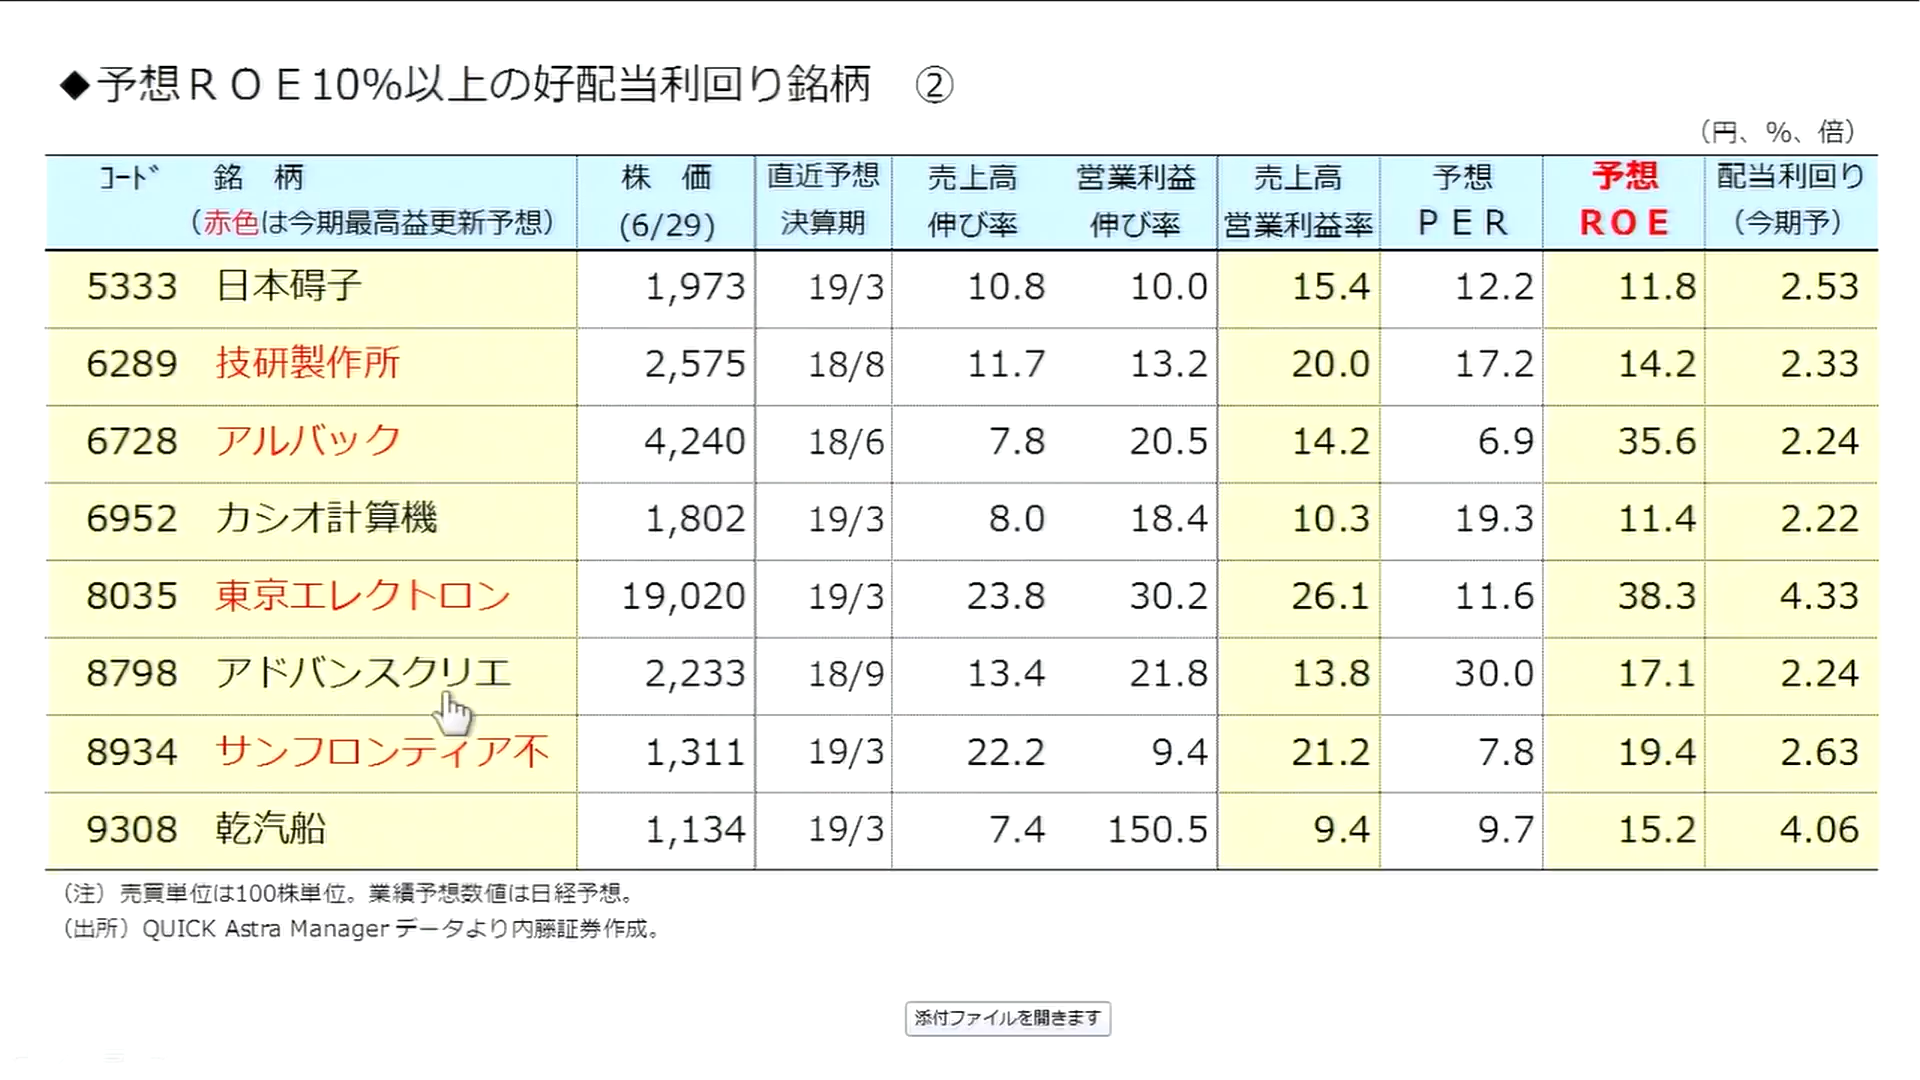 ◆予想ＲＯＥ10％以上の好配当利回り銘柄　②
（円、％、倍）
ｺｰﾄﾞ 銘　柄 株　価 直近予想 売上高 営業利益 売上高 予想 予想 配当利回り
（赤色は今期最高益更新予想） (6/29) 決算期 伸び率 伸び率 営業利益率 ＰＥＲ ＲＯＥ （今期予）
5333 日本碍子 1,973 19/3 10.8 10.0 15.4 12.2 11.8 2.53
6289 技研製作所 2,575 18/8 11.7 13.2 20.0 17.2 14.2 2.33
6728 アルバック 4,240 18/6 7.8 20.5 14.2 6.9 35.6 2.24
6952 カシオ計算機 1,802 19/3 8.0 18.4 10.3 19.3 11.4 2.22
8035 東京エレクトロン 19,020 19/3 23.8 30.2 26.1 11.6 38.3 4.33
8798 アドバンスクリエ 2,233 18/9 13.4 21.8 13.8 30.0 17.1 2.24
8934 サンフロンティア不 1,311 19/3 22.2 9.4 21.2 7.8 19.4 2.63
9308 乾汽船 1,134 19/3 7.4 150.5 9.4 9.7 15.2 4.06
（注）売買単位は100株単位。業績予想数値は日経予想。
（出所）QUICK Astra Manager データより内藤証券作成。
添付ファイルを開きます